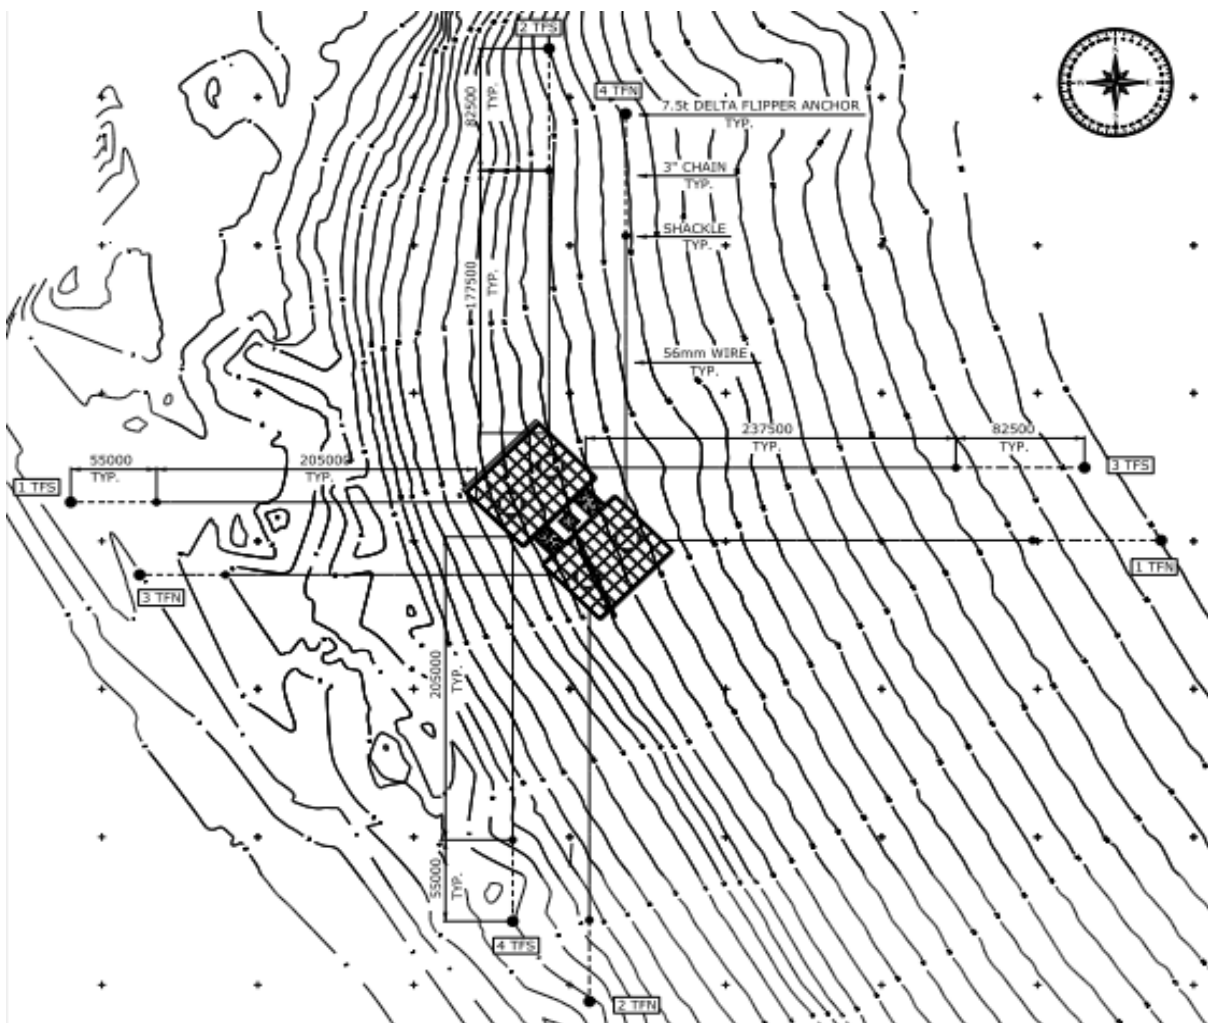 2 TFS
82500
TYP.
4 TFN
7.5t DELTA FLIPPER ANCHOR
TYP.
3" CHAIN
TYP.
SHACKLE
TYP.
177500
TYP.
56mm WIRE
TYP.
237500
TYP.
82500
TYP.
3 TFS
55000
TYP.
205000
TYP.
1 TFS
1 TFN
3 TFN
205000
TYP.
55000
TYP.
4 TFS
2 TFN
N
E
S
W